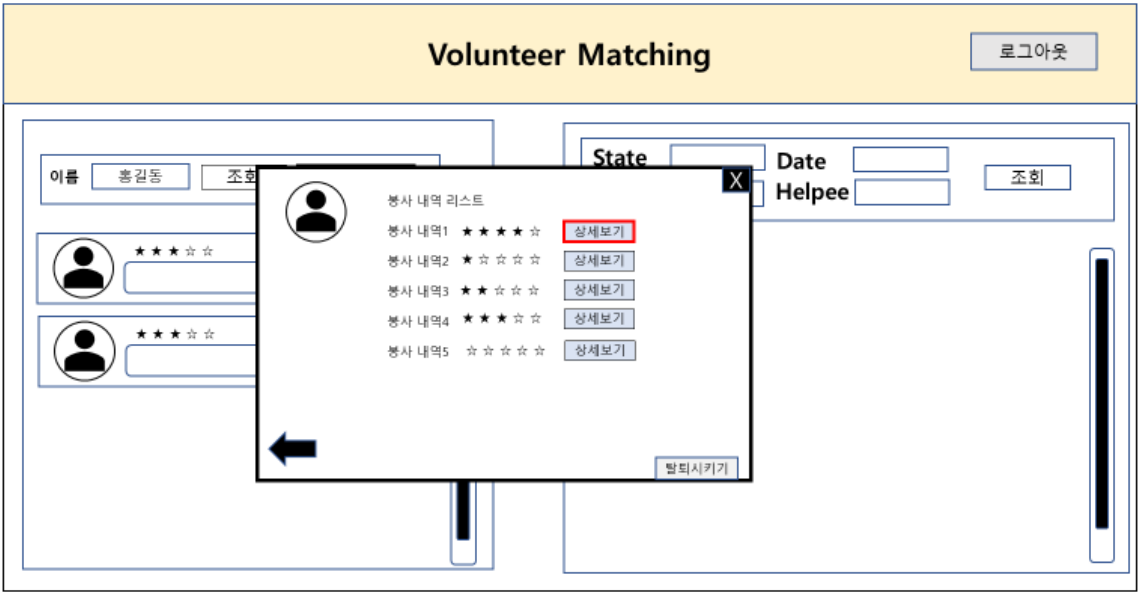 Volunteer Matching
로그아웃
이름 홍길동
State Date 조회
Helpee
X
봉사 내역 리스트
봉사 내역1 ★★★★☆ 상세보기
봉사 내역2 ★☆☆☆☆ 상세보기
봉사 내역3 ★★☆☆☆ 상세보기
봉사 내역4 ★★★☆☆ 상세보기
봉사 내역5 ☆☆☆☆☆ 상세보기
탈퇴시키기
★★★☆☆
★★★☆☆